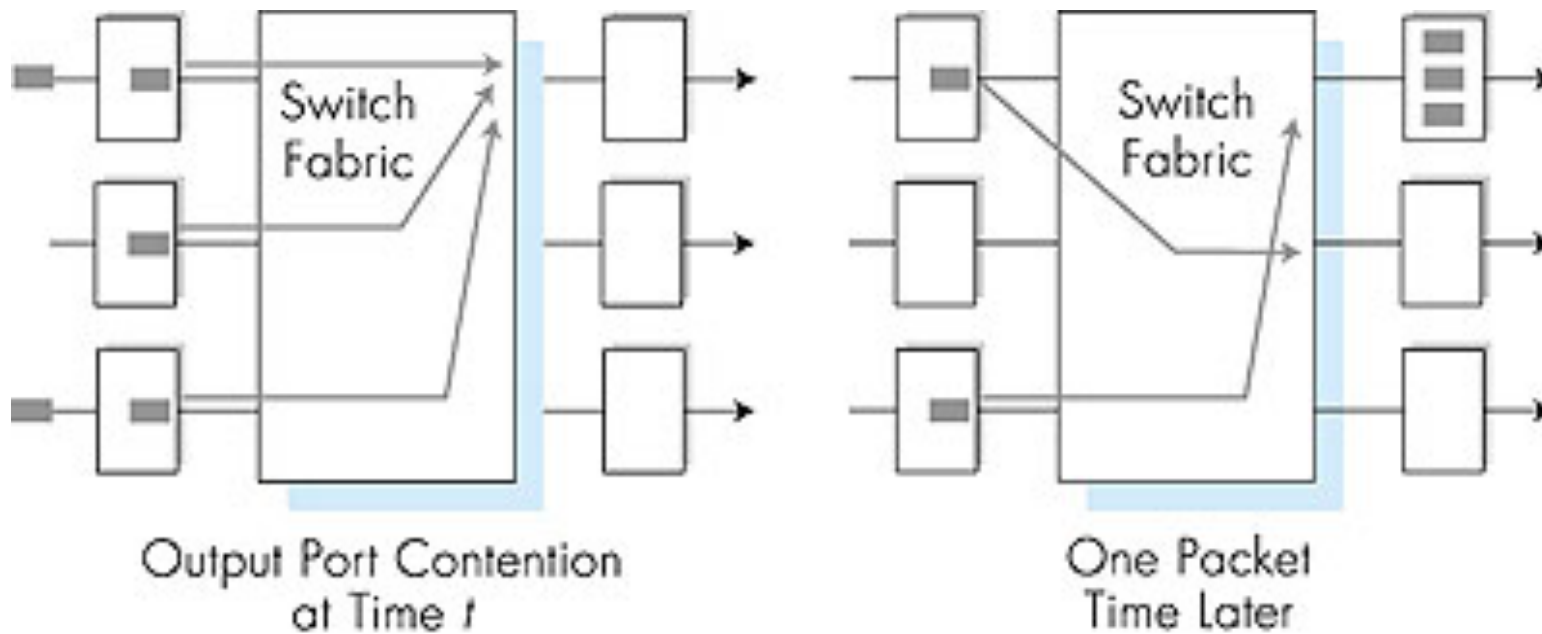 Switch
Fabric
Output Port Contention
at Time t
Switch
Fabric
One Packet
Time Later